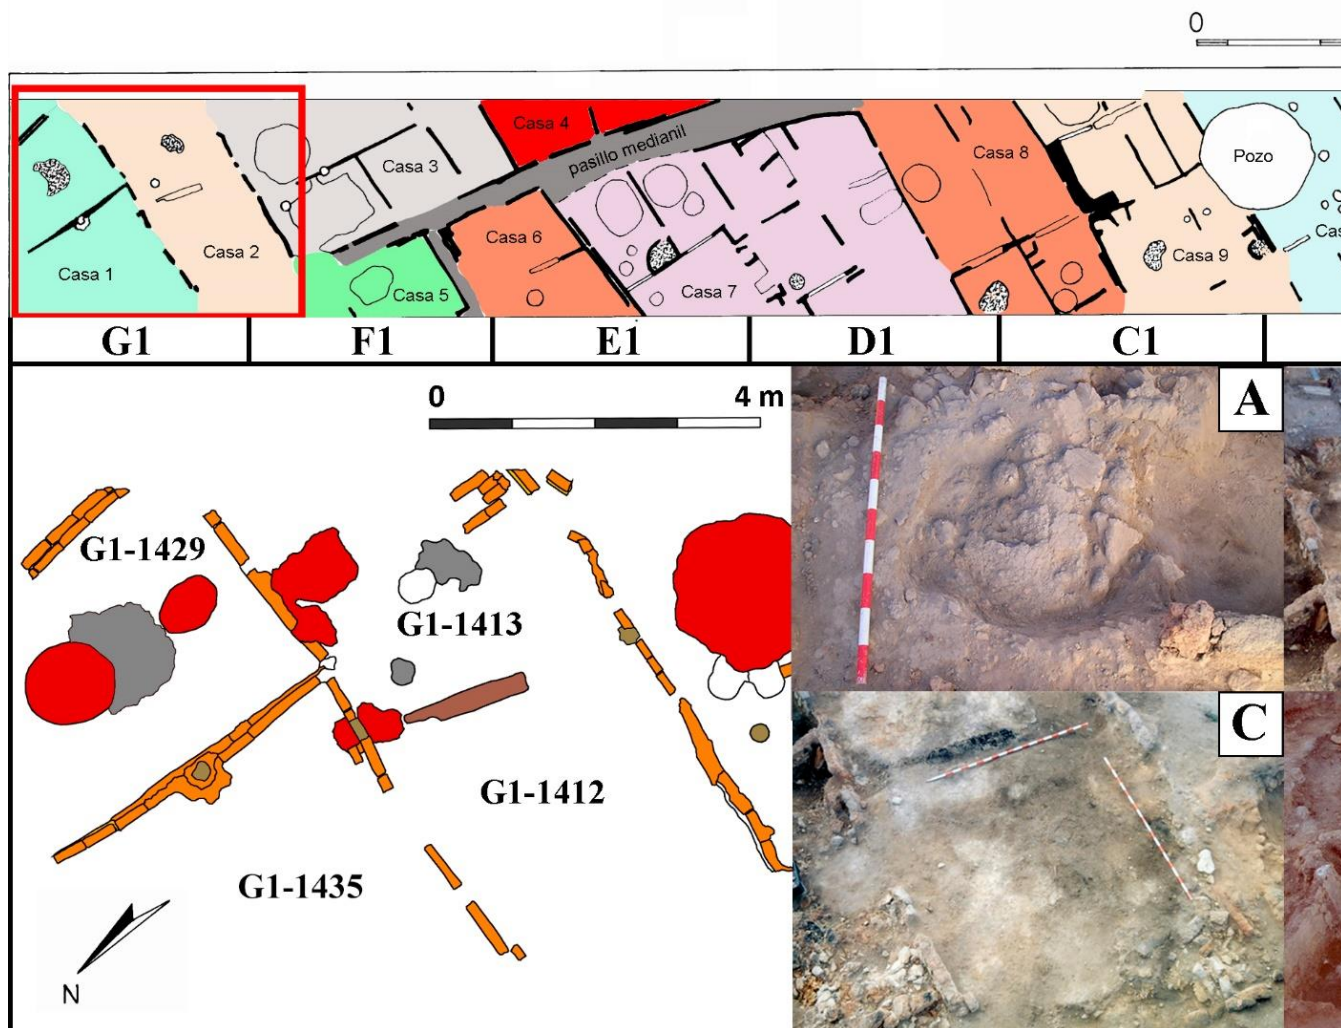 0
Casa 1
Casa 2
Casa 3
Casa 4
pasillo medianil
Casa 5
Casa 6
Casa 7
Casa 8
Casa 9
Pozo
Cas
G1
F1
E1
D1
C1
0 4 m
G1-1429
G1-1413
G1-1412
G1-1435
N
A
C